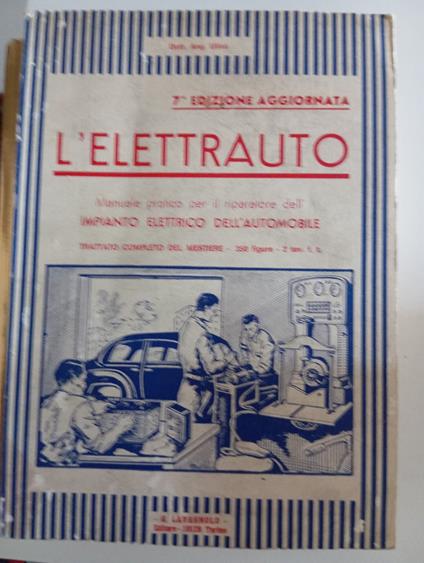 Dott. Ing. Oliva
7ª EDIZIONE AGGIORNATA
L'ELETTRAUTO
Manuale pratico per il riparatore dell'
IMPIANTO ELETTRICO DELL'AUTOMOBILE
TRATTATO COMPLETO DEL MESTIERE - 350 figure - 2 tav. f. t.
G. LAVAGNOLO
Editore - Torino